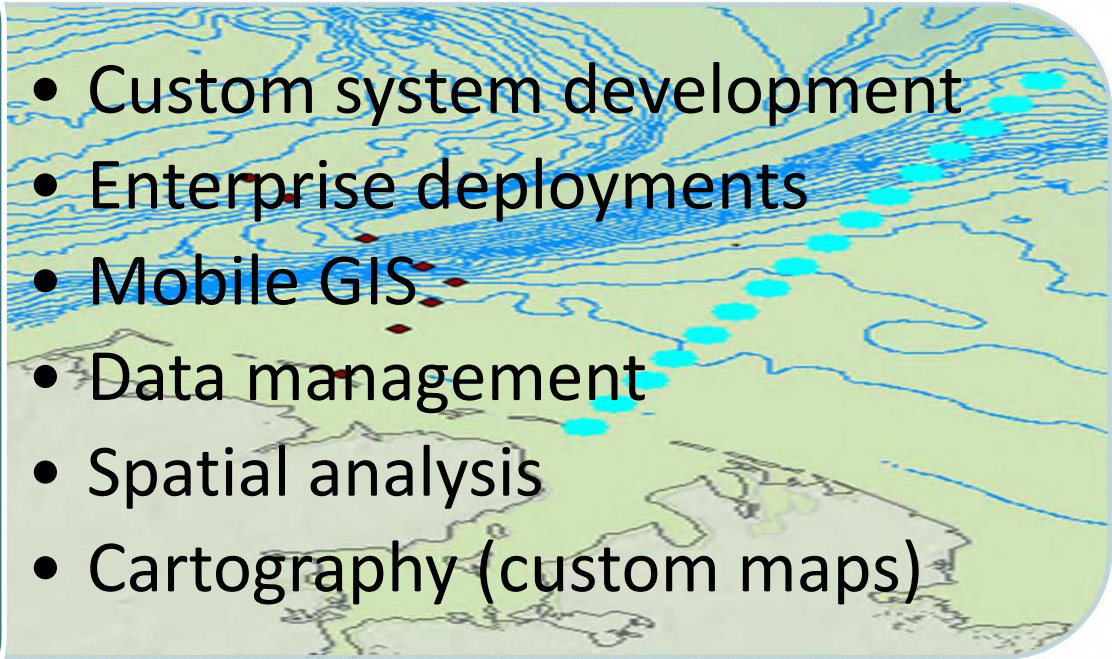 • Custom system development
• Enterprise deployments
• Mobile GIS
• Data management
• Spatial analysis
• Cartography (custom maps)